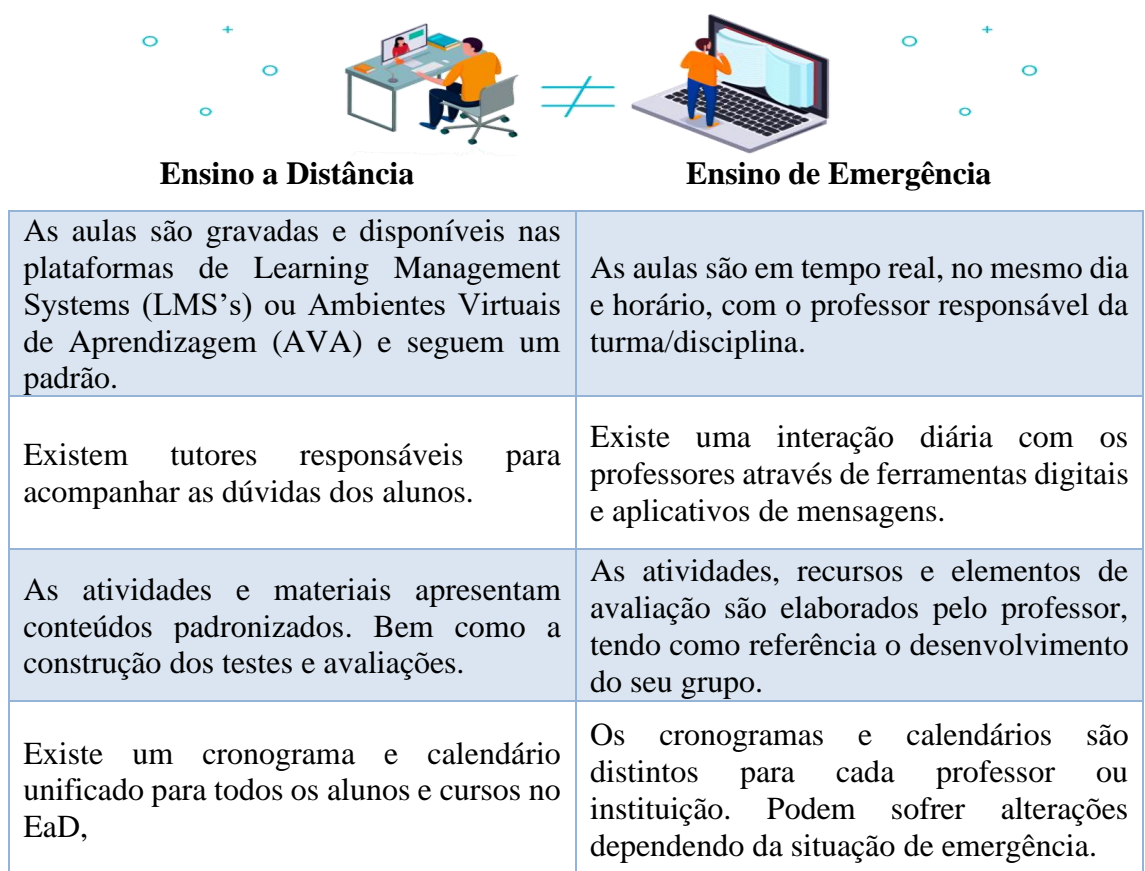 Ensino a Distância
Ensino de Emergência
As aulas são gravadas e disponíveis nas
plataformas de Learning Management
Systems (LMS’s) ou Ambientes Virtuais
de Aprendizagem (AVA) e seguem um
padrão.
As aulas são em tempo real, no mesmo dia
e horário, com o professor responsável da
turma/disciplina.
Existem tutores responsáveis para
acompanhar as dúvidas dos alunos.
Existe uma interação diária com os
professores através de ferramentas digitais
e aplicativos de mensagens.
As atividades e materiais apresentam
conteúdos padronizados. Bem como a
construção dos testes e avaliações.
As atividades, recursos e elementos de
avaliação são elaborados pelo professor,
tendo como referência o desenvolvimento
do seu grupo.
Existe um cronograma e calendário
unificado para todos os alunos e cursos no
EaD,
Os cronogramas e calendários são
distintos para cada professor ou
instituição. Podem sofrer alterações
dependendo da situação de emergência.